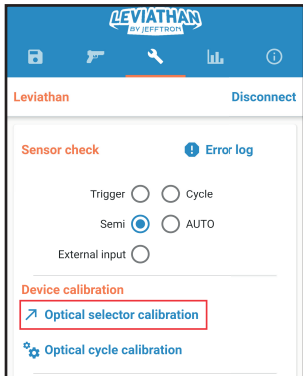 LEVIATHAN
BY JEFFTRON
Leviathan Disconnect
Sensor check Error log
Trigger Cycle
Semi AUTO
External input
Device calibration
Optical selector calibration
Optical cycle calibration